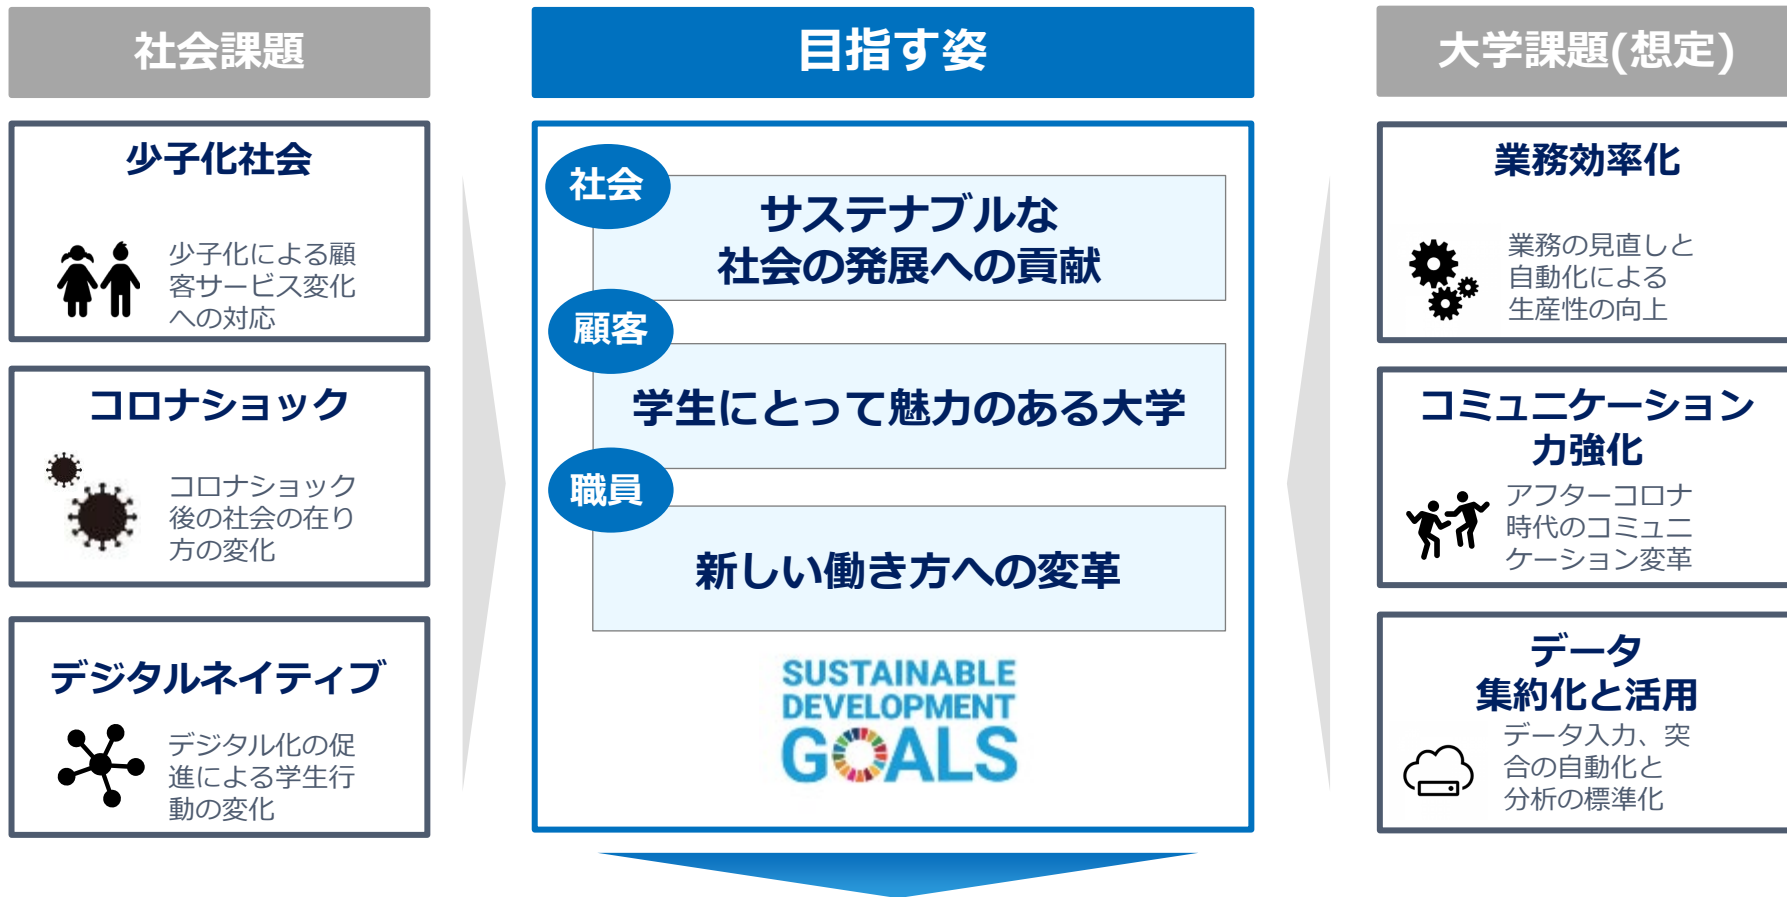 社会課題
少子化社会
少子化による顧
客サービス変化
への対応
コロナショック
コロナショック
後の社会の在り
方の変化
デジタルネイティブ
デジタル化の促
進による学生行
動の変化
目指す姿
社会
サステナブルな
社会の発展への貢献
顧客
学生にとって魅力のある大学
職員
新しい働き方への変革
SUSTAINABLE
DEVELOPMENT
GOALS
大学課題(想定)
業務効率化
業務の見直しと
自動化による
生産性の向上
コミュニケーション
力強化
アフターコロナ
時代のコミュニ
ケーション変革
データ
集約化と活用
データ入力、突
合の自動化と
分析の標準化